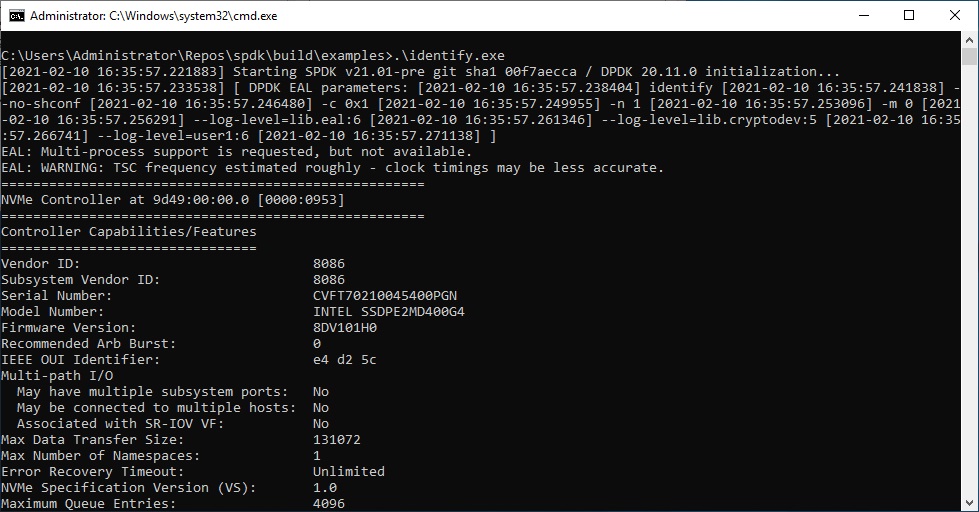 Administrator: C:\Windows\system32\cmd.exe
C:\Users\Administrator\Repos\spdk\build\examples>.\identify.exe
[2021-02-10 16:35:57.221883] Starting SPDK v21.01-pre git sha1 00f7aecca / DPDK 20.11.0 initialization...
[2021-02-10 16:35:57.233538] [ DPDK EAL parameters: [2021-02-10 16:35:57.238404] identify [2021-02-10 16:35:57.241838] -
-no-shconf [2021-02-10 16:35:57.246480] -c 0x1 [2021-02-10 16:35:57.249955] -n 1 [2021-02-10 16:35:57.253096] -m 0 [2021
-02-10 16:35:57.256291] --log-level=lib.eal:6 [2021-02-10 16:35:57.261346] --log-level=lib.cryptodev:5 [2021-02-10 16:35
:57.266741] --log-level=user1:6 [2021-02-10 16:35:57.271138] ]
EAL: Multi-process support is requested, but not available.
EAL: WARNING: TSC frequency estimated roughly - clock timings may be less accurate.
=====================================================
NVMe Controller at 9d49:00:00.0 [0000:0953]
=====================================================
Controller Capabilities/Features
================================
Vendor ID: 8086
Subsystem Vendor ID: 8086
Serial Number: CVFT70210045400PGN
Model Number: INTEL SSDPE2MD400G4
Firmware Version: 8DV101H0
Recommended Arb Burst: 0
IEEE OUI Identifier: e4 d2 5c
Multi-path I/O
May have multiple subsystem ports: No
May be connected to multiple hosts: No
Associated with SR-IOV VF: No
Max Data Transfer Size: 131072
Max Number of Namespaces: 1
Error Recovery Timeout: Unlimited
NVMe Specification Version (VS): 1.0
Maximum Queue Entries: 4096